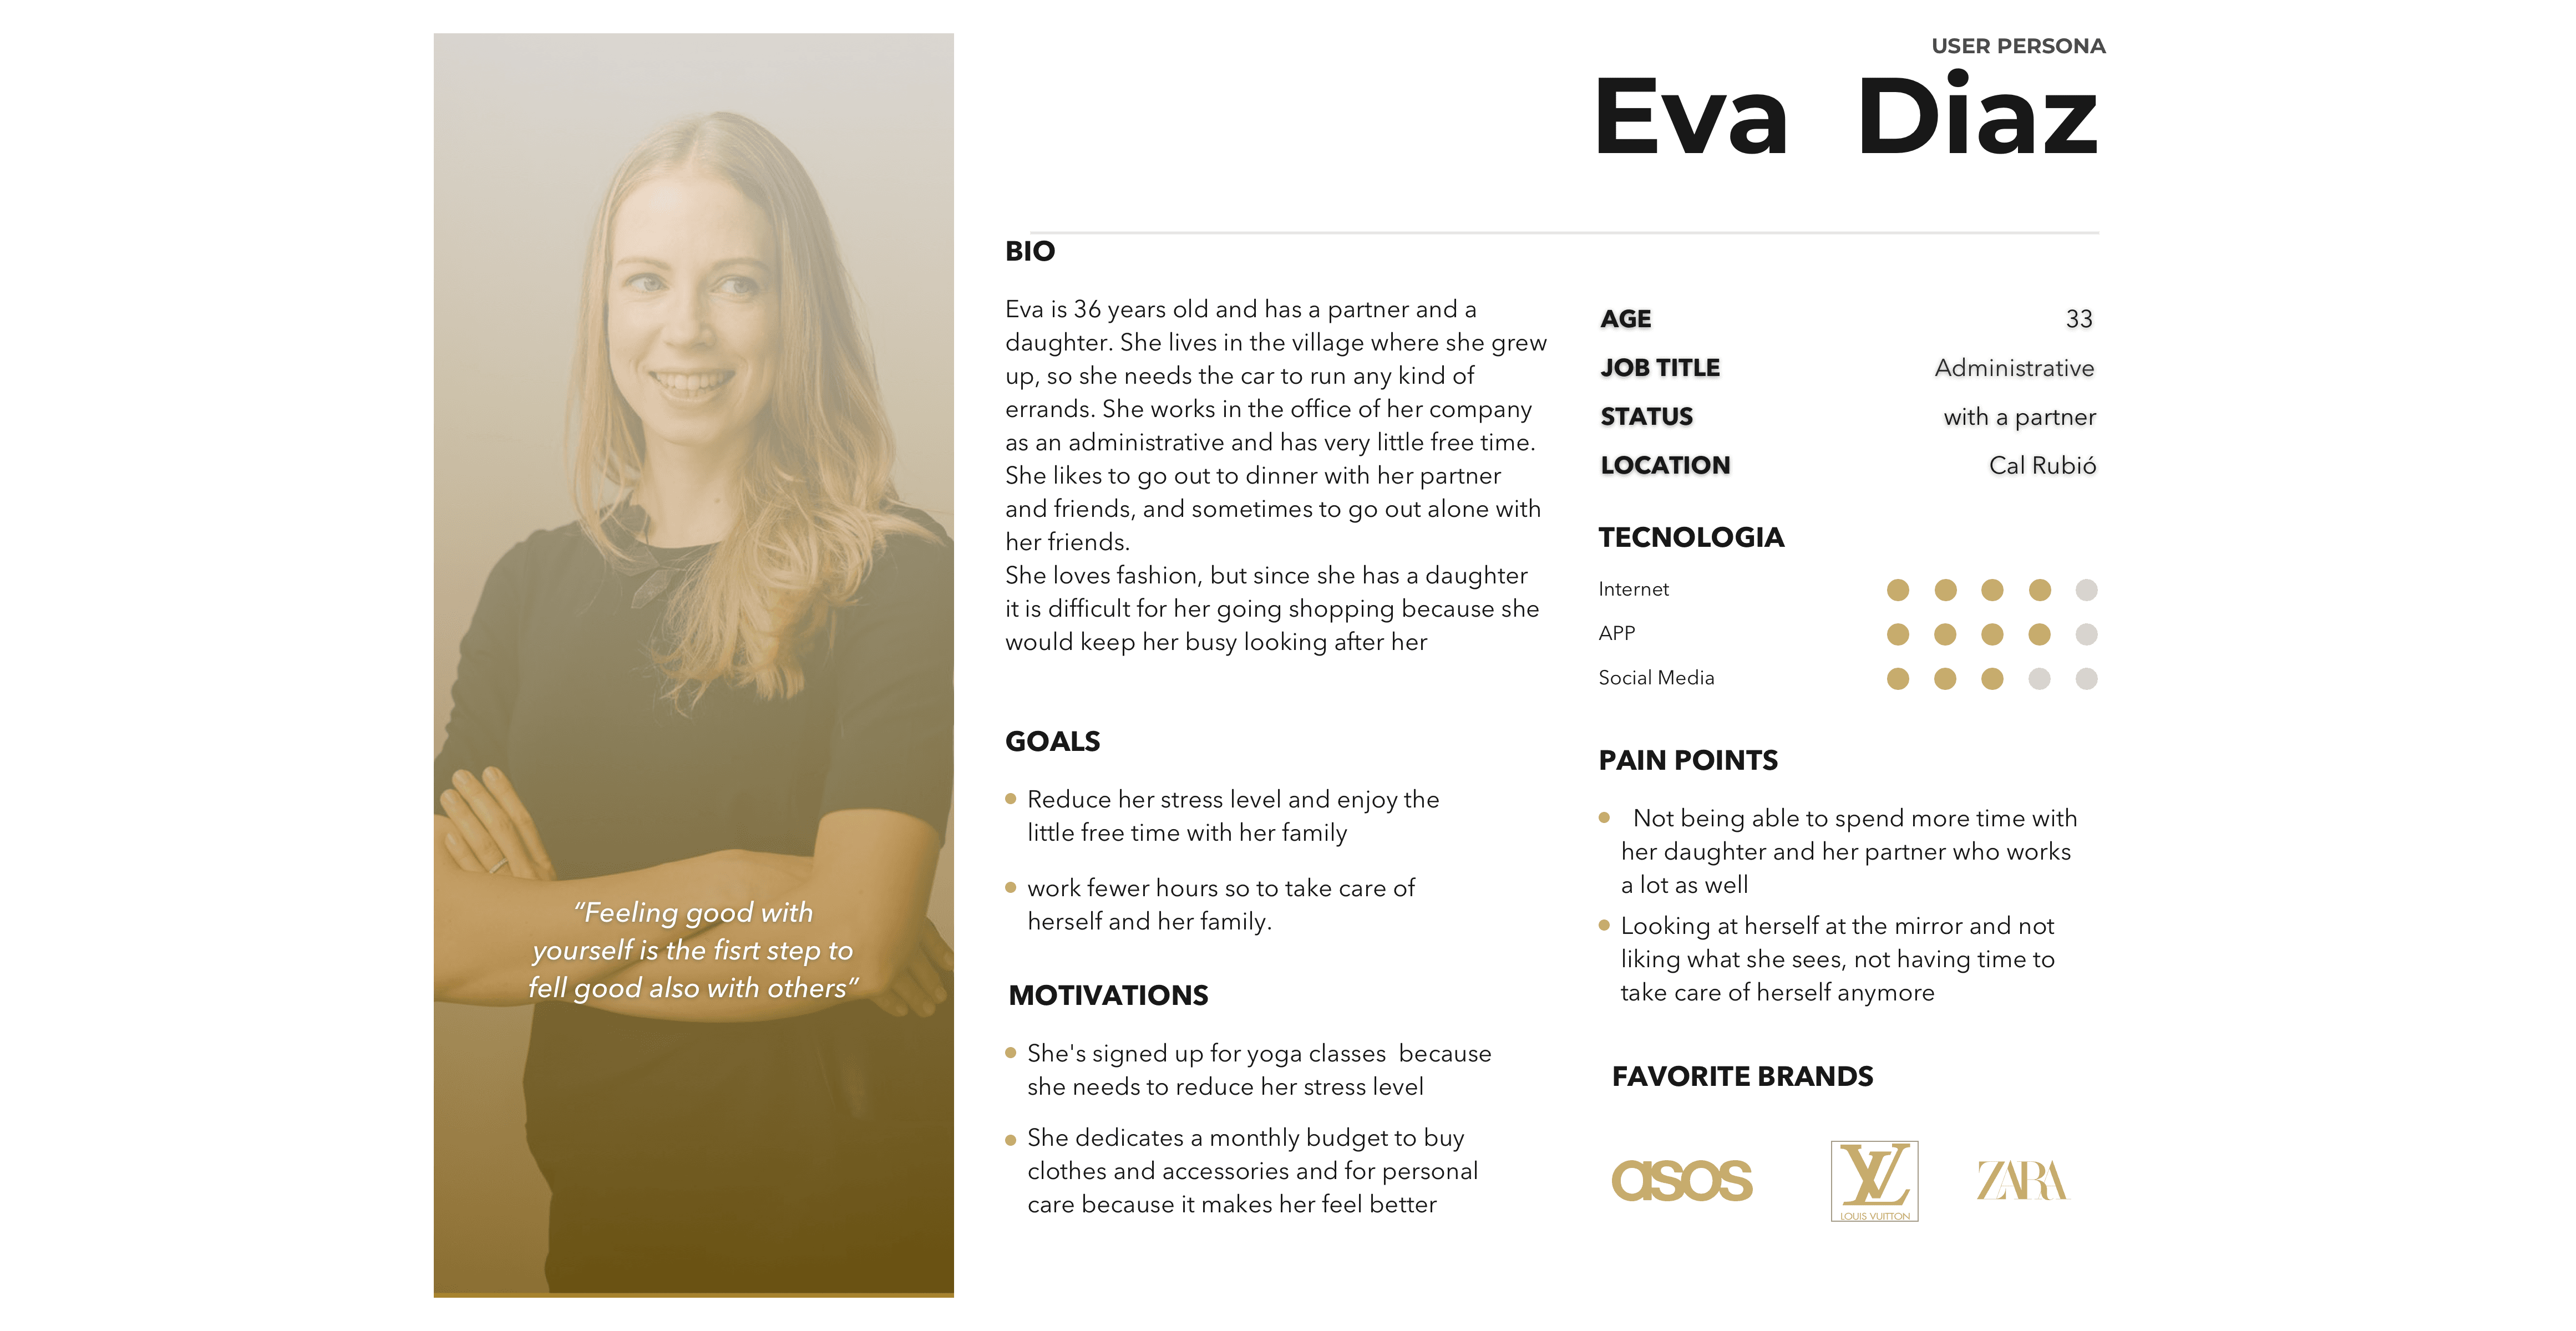 USER PERSONA
Eva Diaz
“Feeling good with
yourself is the fisrt step to
fell good also with others”
BIO
Eva is 36 years old and has a partner and a
daughter. She lives in the village where she grew
up, so she needs the car to run any kind of
errands. She works in the office of her company
as an administrative and has very little free time.
She likes to go out to dinner with her partner
and friends, and sometimes to go out alone with
her friends.
She loves fashion, but since she has a daughter
it is difficult for her going shopping because she
would keep her busy looking after her
GOALS
Reduce her stress level and enjoy the
little free time with her family
work fewer hours so to take care of
herself and her family.
MOTIVATIONS
She's signed up for yoga classes because
she needs to reduce her stress level
She dedicates a monthly budget to buy
clothes and accessories and for personal
care because it makes her feel better
AGE 33
JOB TITLE Administrative
STATUS with a partner
LOCATION Cal Rubió
TECNOLOGIA
Internet
APP
Social Media
PAIN POINTS
Not being able to spend more time with
her daughter and her partner who works
a lot as well
Looking at herself at the mirror and not
liking what she sees, not having time to
take care of herself anymore
FAVORITE BRANDS
asos
LV
LOUIS VUITTON
ZARA